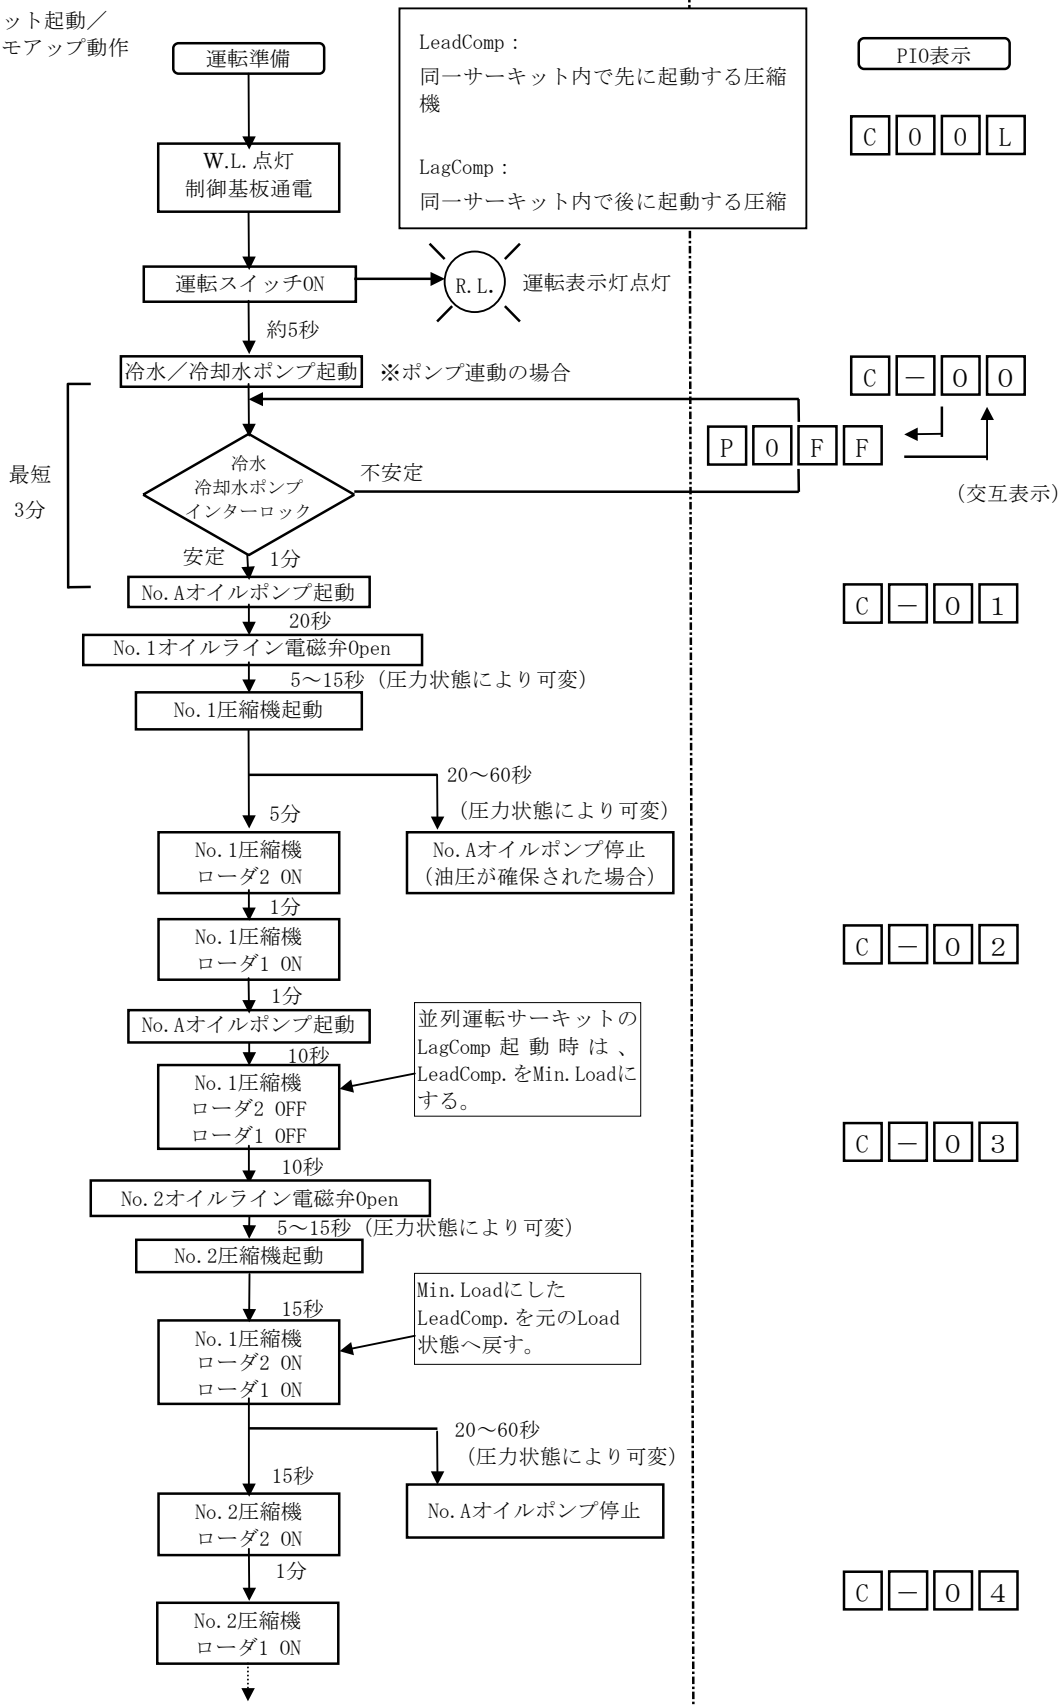 ット起動／
モアップ動作
運転準備
LeadComp：
同一サーキット内で先に起動する圧縮
機
LagComp：
同一サーキット内で後に起動する圧縮
PIO表示
C O O L
W.L.点灯
制御基板通電
運転スイッチON
R.L.
運転表示灯点灯
約5秒
冷水／冷却水ポンプ起動
※ポンプ連動の場合
C － 0 0
P O F F
（交互表示）
最短
3分
冷水
冷却水ポンプ
インターロック
不安定
安定
1分
No.Aオイルポンプ起動
C － 0 1
20秒
No.1オイルライン電磁弁Open
5～15秒（圧力状態により可変）
No.1圧縮機起動
20～60秒
（圧力状態により可変）
5分
No.1圧縮機
ローダ2 ON
No.Aオイルポンプ停止
（油圧が確保された場合）
1分
No.1圧縮機
ローダ1 ON
C － 0 2
1分
No.Aオイルポンプ起動
並列運転サーキットの
LagComp起動時は、
LeadComp.をMin.Loadに
する。
10秒
No.1圧縮機
ローダ2 OFF
ローダ1 OFF
C － 0 3
10秒
No.2オイルライン電磁弁Open
5～15秒（圧力状態により可変）
No.2圧縮機起動
Min.Loadにした
LeadComp.を元のLoad
状態へ戻す。
15秒
No.1圧縮機
ローダ2 ON
ローダ1 ON
20～60秒
（圧力状態により可変）
15秒
No.2圧縮機
ローダ2 ON
No.Aオイルポンプ停止
1分
C － 0 4
No.2圧縮機
ローダ1 ON